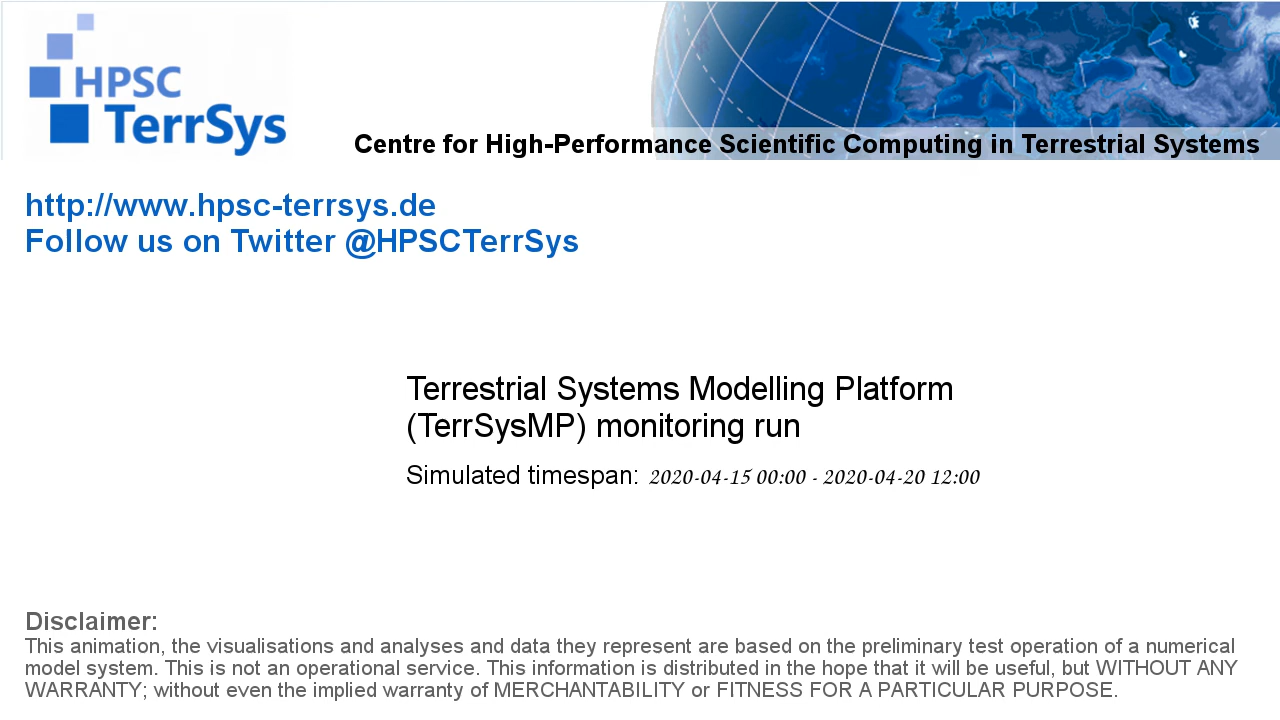 HPSC
TerrSys
Centre for High-Performance Scientific Computing in Terrestrial Systems
http://www.hpsc-terrsys.de
Follow us on Twitter @HPSCTerrSys
Terrestrial Systems Modelling Platform
(TerrSysMP) monitoring run
Simulated timespan: 2020-04-15 00:00 - 2020-04-20 12:00
Disclaimer:
This animation, the visualisations and analyses and data they represent are based on the preliminary test operation of a numerical
model system. This is not an operational service. This information is distributed in the hope that it will be useful, but WITHOUT ANY
WARRANTY; without even the implied warranty of MERCHANTABILITY or FITNESS FOR A PARTICULAR PURPOSE.